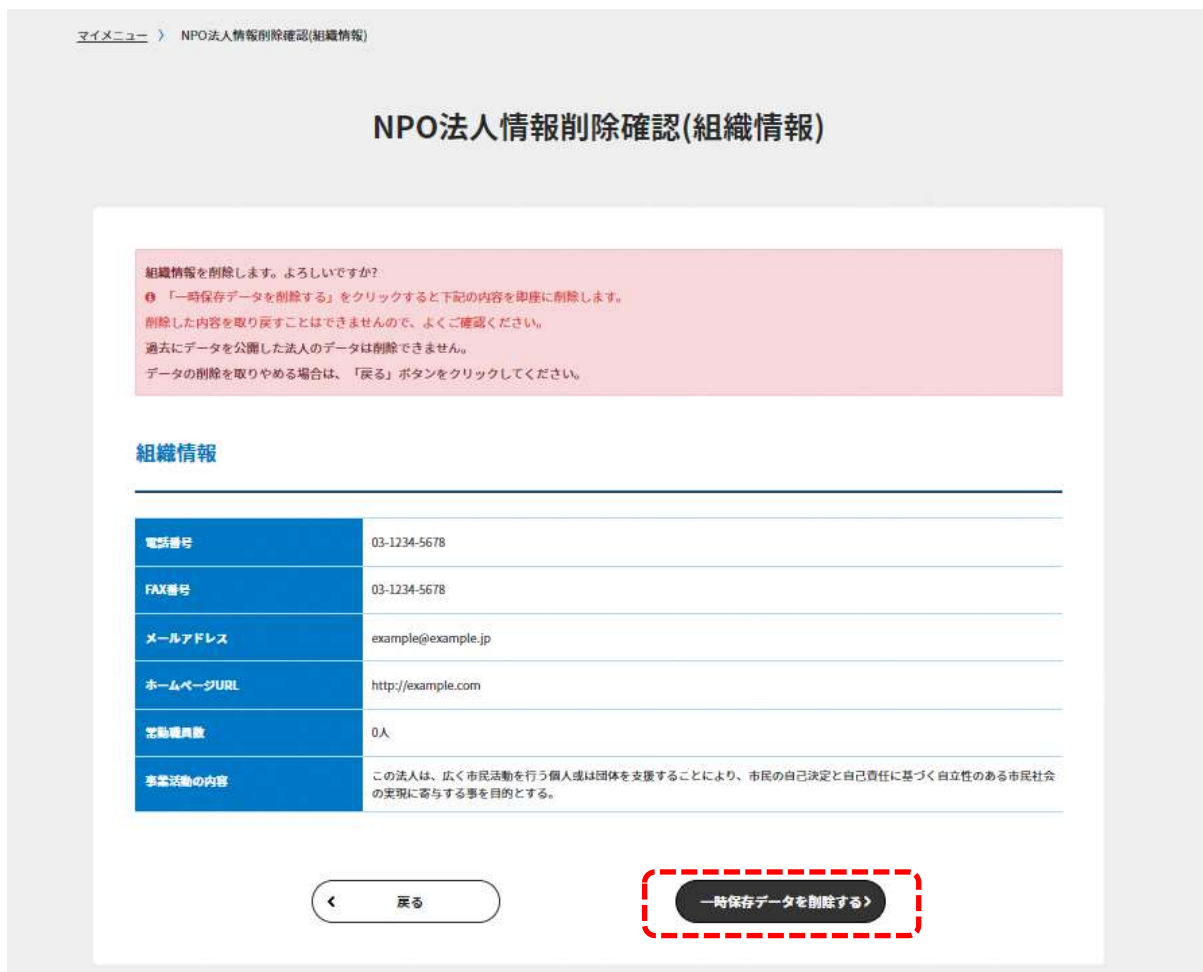 マイメニュー 〉 NPO法人情報削除確認(組織情報)
NPO法人情報削除確認(組織情報)
組織情報を削除します。よろしいですか?
「一時保存データを削除する」をクリックすると下記の内容を即座に削除します。
削除した内容を取り戻すことはできませんので、よくご確認ください。
過去にデータを公開した法人のデータは削除できません。
データの削除を取りやめる場合は、「戻る」ボタンをクリックしてください。
組織情報
電話番号 03-1234-5678
FAX番号 03-1234-5678
メールアドレス example@example.jp
ホームページURL http://example.com
常勤職員数 0人
事業活動の内容 この法人は、広く市民活動を行う個人或は団体を支援することにより、市民の自己決定と自己責任に基づく自立性のある市民社会
の実現に寄与する事を目的とする。
戻る 一時保存データを削除する